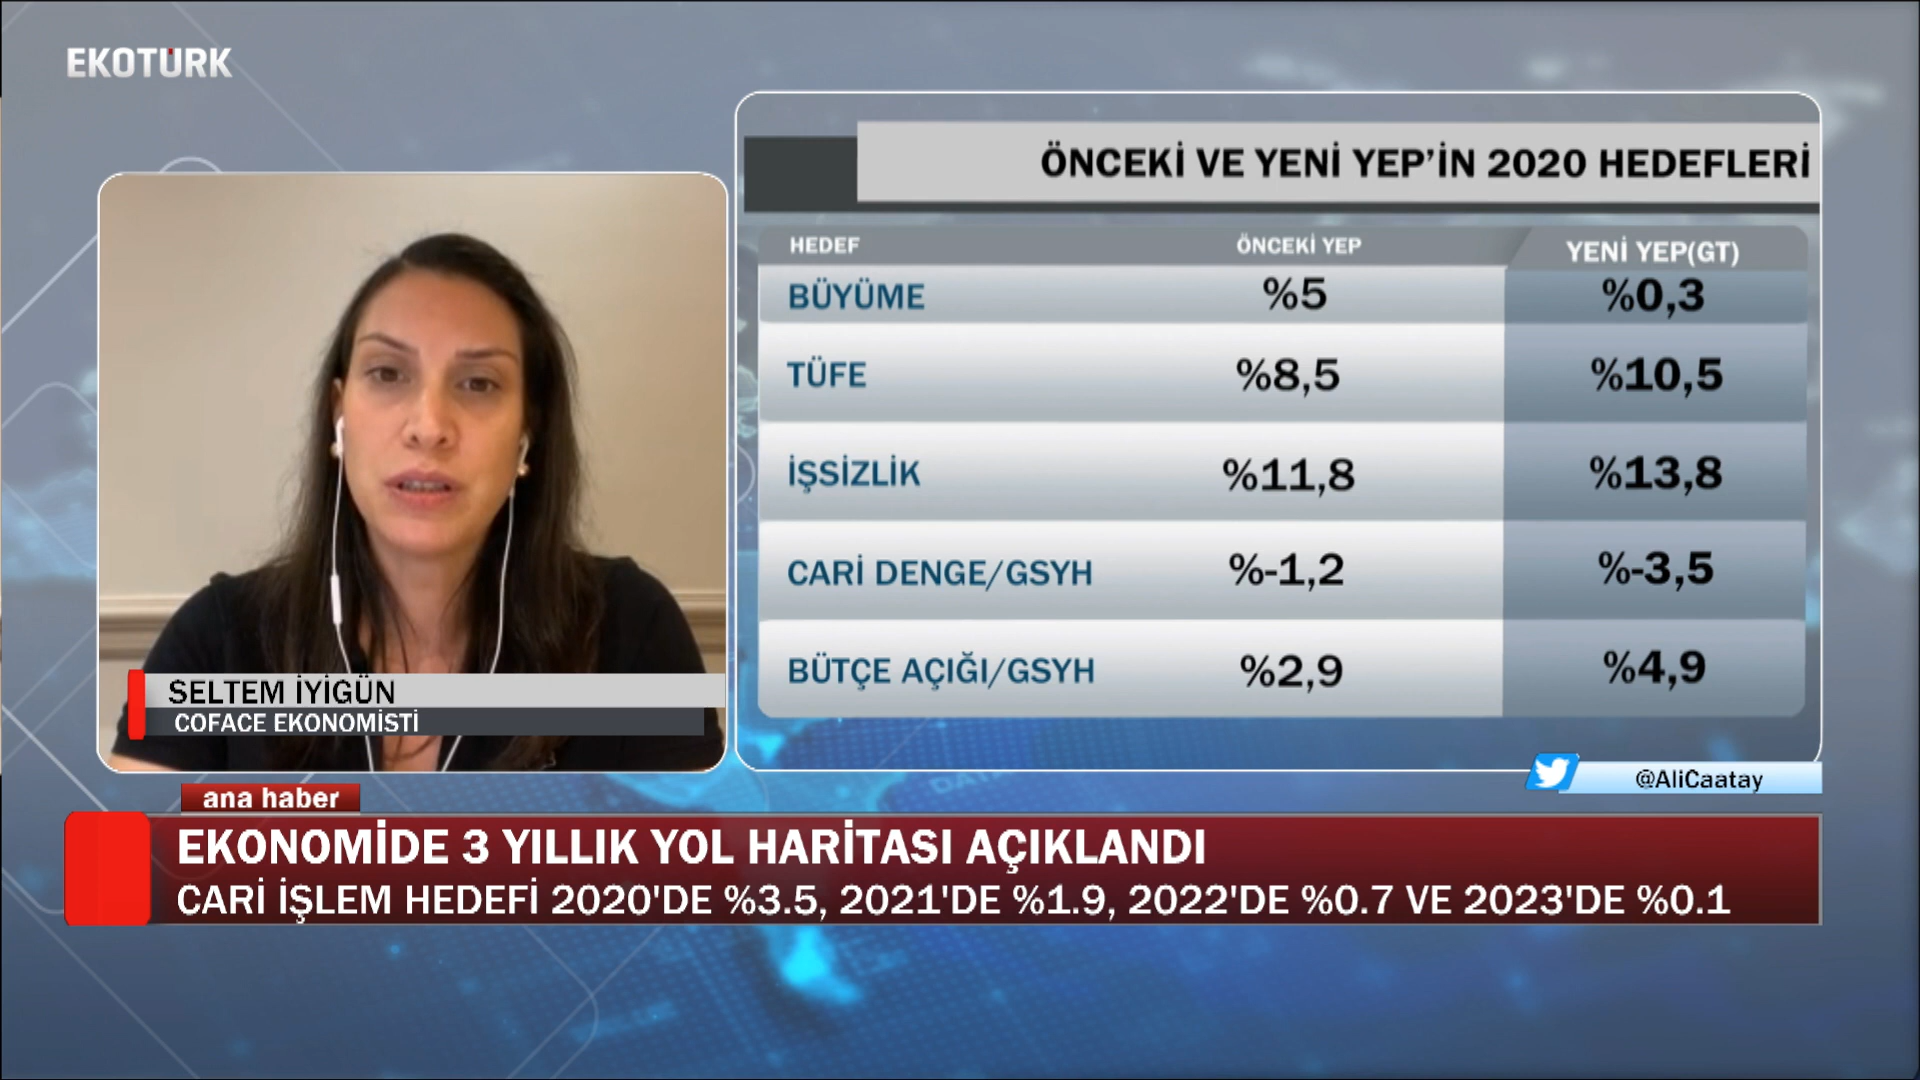 EKOTÜRK
ÖNCEKİ VE YENİ YEP'İN 2020 HEDEFLERİ
HEDEF ÖNCEKİ YEP YENİ YEP(GT)
BÜYÜME %5 %0,3
TÜFE %8,5 %10,5
İŞSİZLİK %11,8 %13,8
CARİ DENGE/GSYH %-1,2 %-3,5
BÜTÇE AÇIĞI/GSYH %2,9 %4,9
SELTEM İYİGÜN
COFACE EKONOMİSTİ
@AliCaatay
ana haber
EKONOMİDE 3 YILLIK YOL HARİTASI AÇIKLANDI
CARİ İŞLEM HEDEFİ 2020'DE %3.5, 2021'DE %1.9, 2022'DE %0.7 VE 2023'DE %0.1